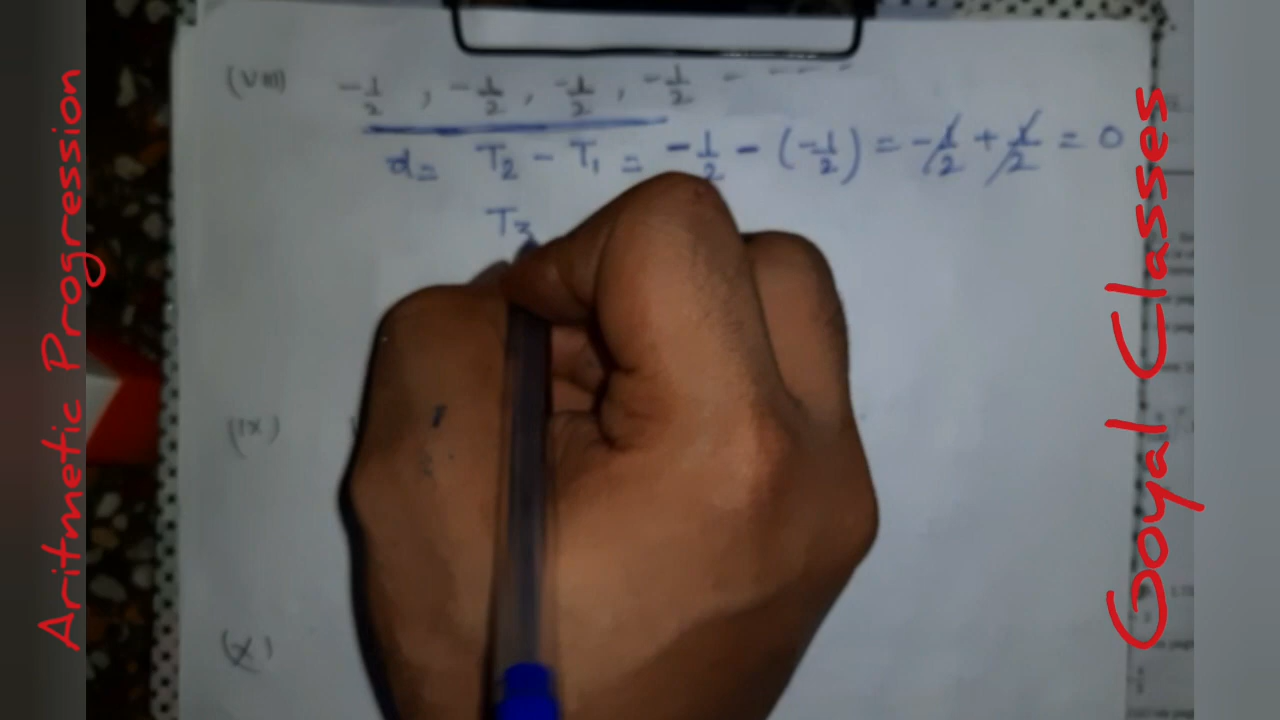 Aritmetic Progression
(VIII) -1/2 , -1/2 , -1/2 , -1/2 - - - - -
d = T₂ - T₁ = -1/2 - (-1/2) = -1/2 + 1/2 = 0
T₃
(IX)
(X)
Goyal Classes